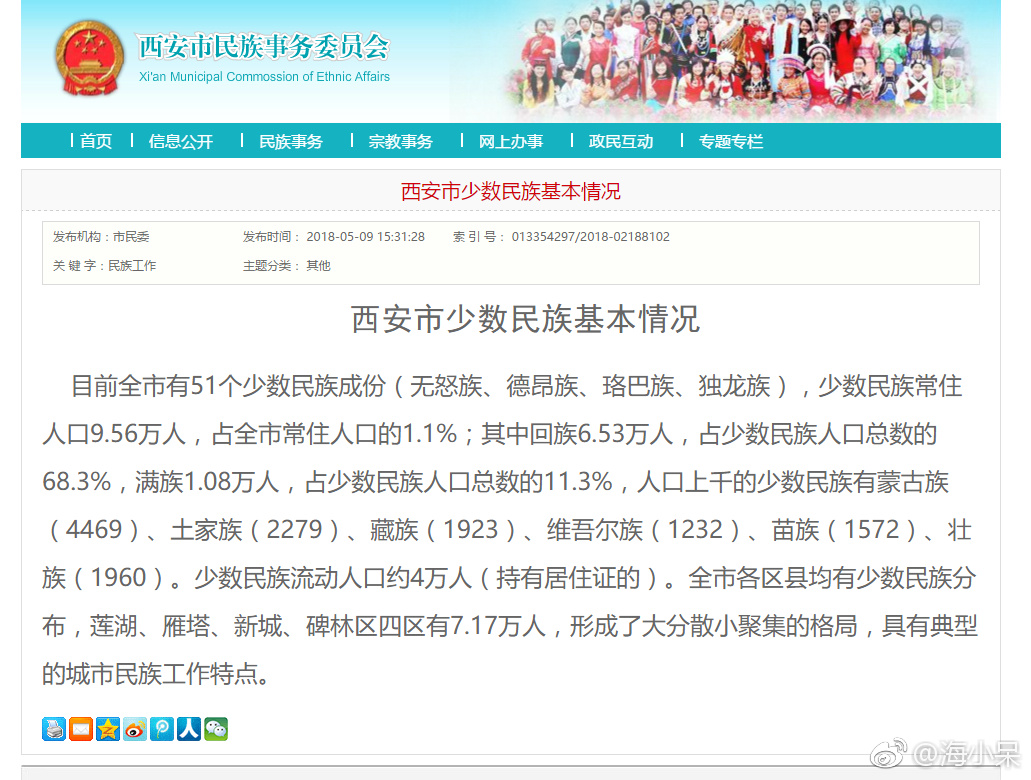 西安市民族事务委员会
Xi'an Municipal Commossion of Ethnic Affairs
首页 信息公开 民族事务 宗教事务 网上办事 政民互动 专题专栏
西安市少数民族基本情况
发布机构：市民委 发布时间： 2018-05-09 15:31:28 索 引 号： 013354297/2018-02188102
关 键 字：民族工作 主题分类： 其他
西安市少数民族基本情况
目前全市有51个少数民族成份（无怒族、德昂族、珞巴族、独龙族），少数民族常住
人口9.56万人，占全市常住人口的1.1%；其中回族6.53万人，占少数民族人口总数的
68.3%，满族1.08万人，占少数民族人口总数的11.3%，人口上千的少数民族有蒙古族
（4469）、土家族（2279）、藏族（1923）、维吾尔族（1232）、苗族（1572）、壮
族（1960）。少数民族流动人口约4万人（持有居住证的）。全市各区县均有少数民族分
布，莲湖、雁塔、新城、碑林区四区有7.17万人，形成了大分散小聚集的格局，具有典型
的城市民族工作特点。
@海小呆